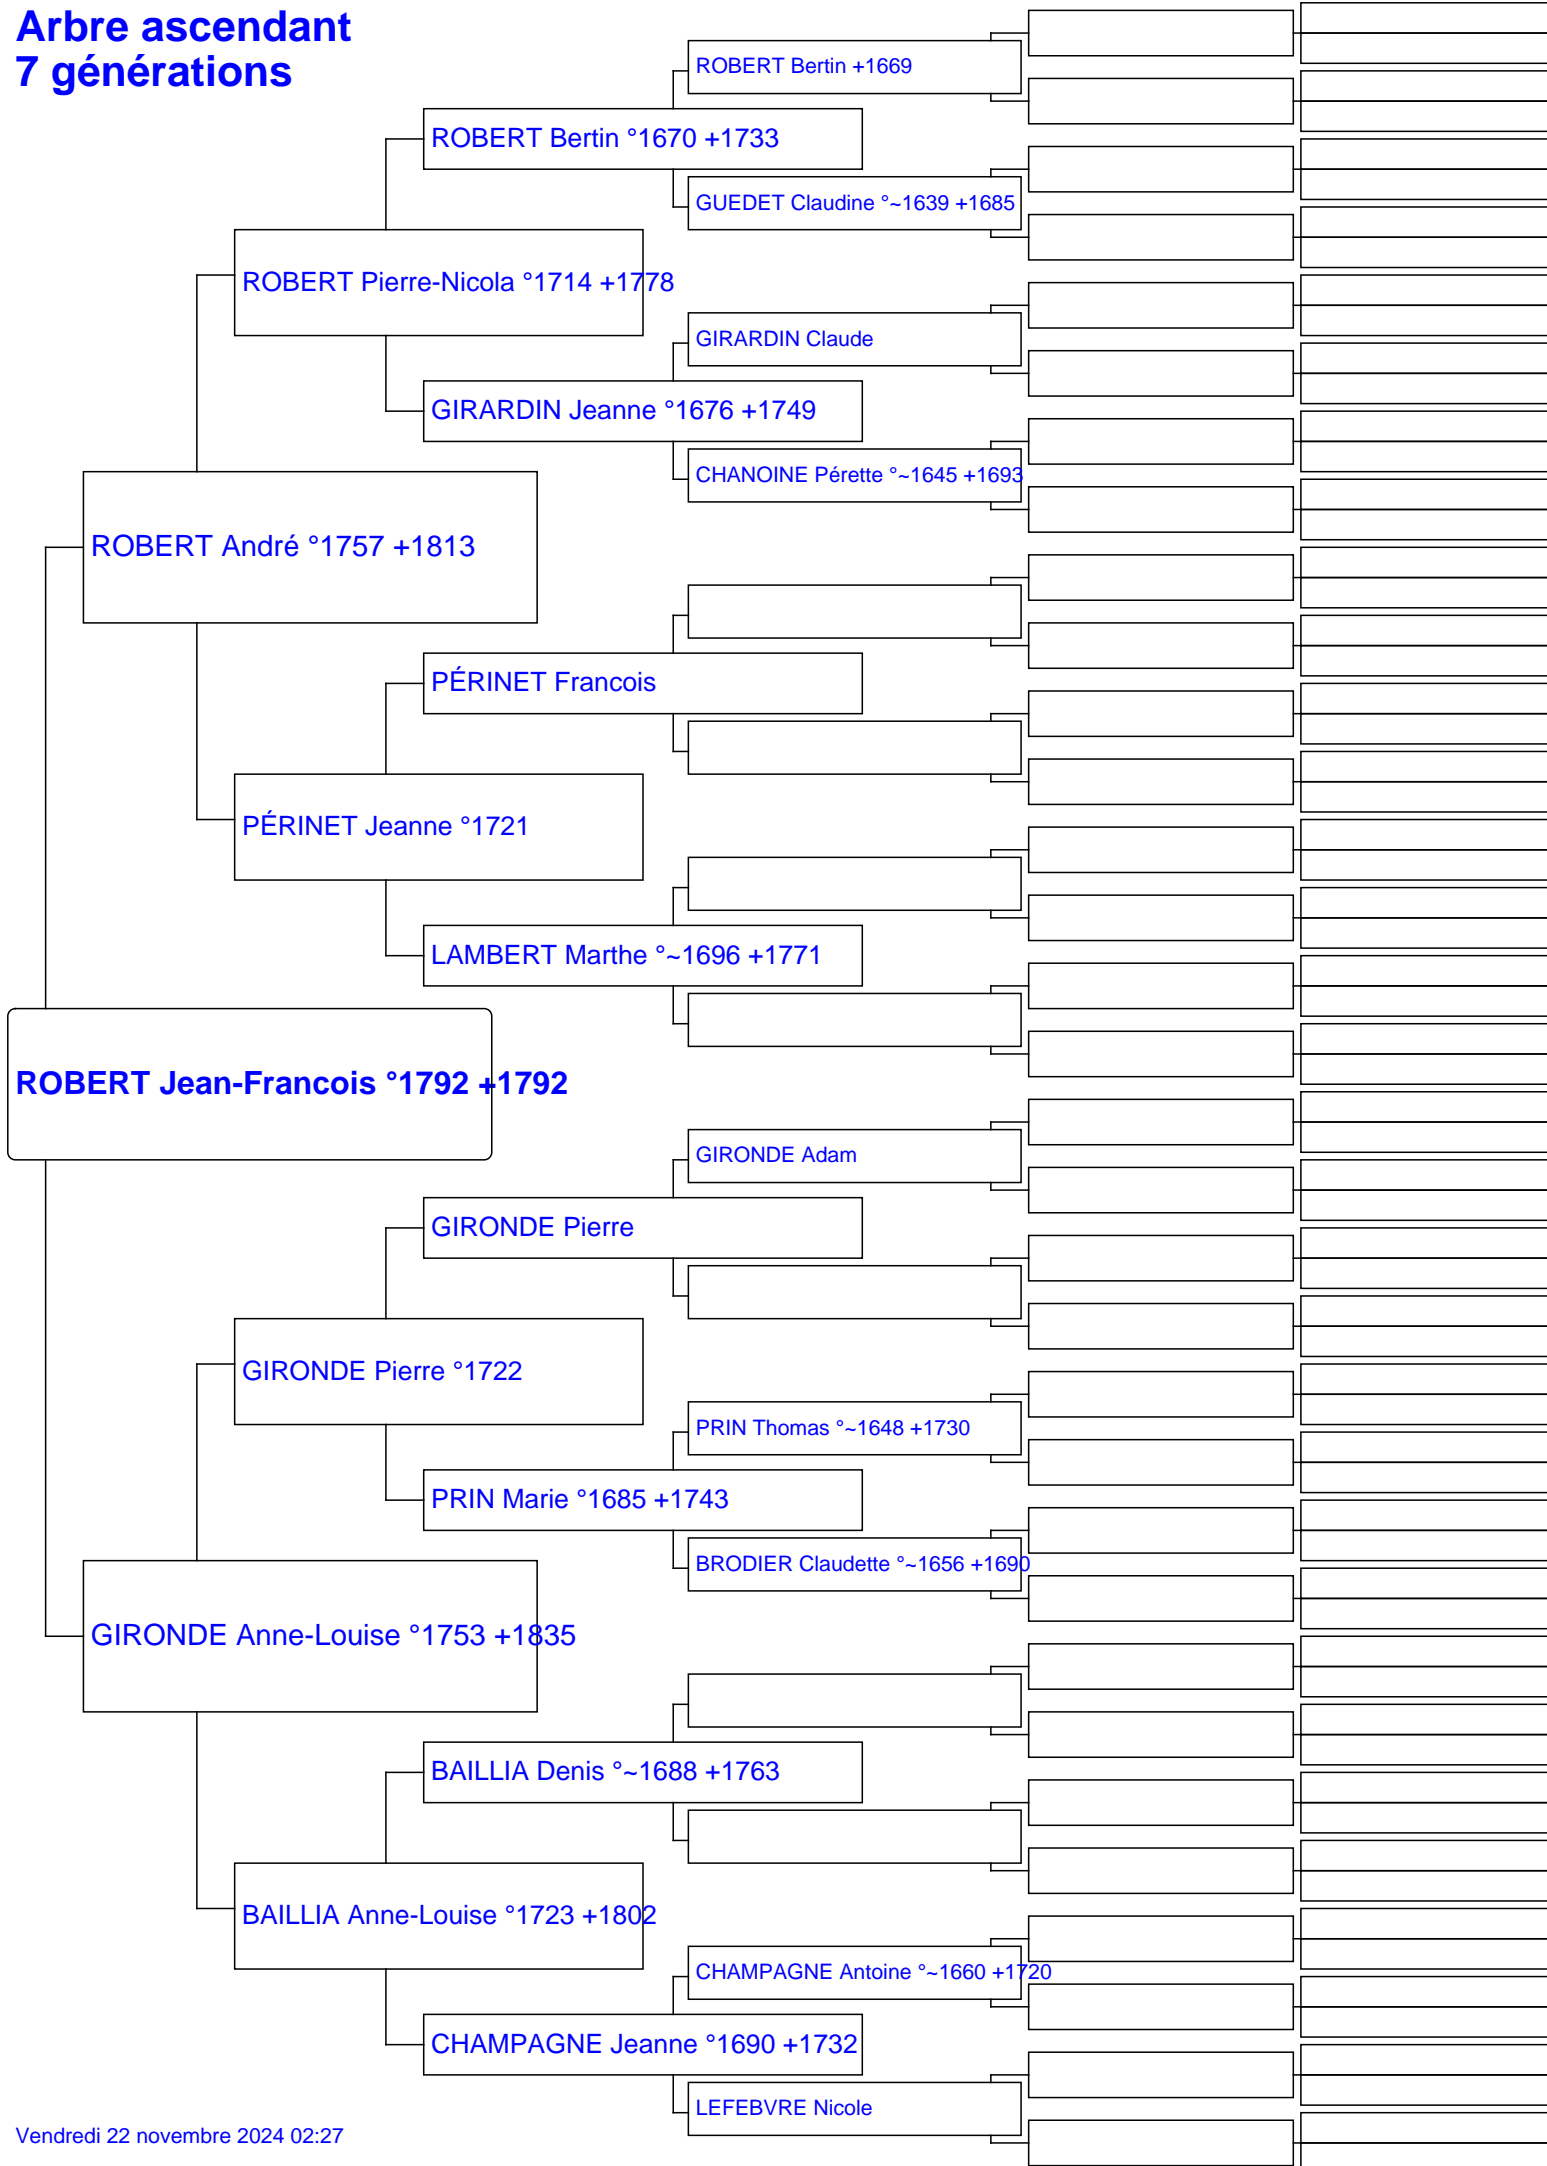 Arbre ascendant
7 générations
ROBERT Bertin +1669
ROBERT Bertin °1670 +1733
GUEDET Claudine °~1639 +1685
ROBERT Pierre-Nicola °1714 +1778
GIRARDIN Claude
GIRARDIN Jeanne °1676 +1749
CHANOINE Pérette °~1645 +1693
ROBERT André °1757 +1813
PÉRINET Francois
PÉRINET Jeanne °1721
LAMBERT Marthe °~1696 +1771
ROBERT Jean-Francois °1792 +1792
GIRONDE Adam
GIRONDE Pierre
GIRONDE Pierre °1722
PRIN Thomas °~1648 +1730
PRIN Marie °1685 +1743
BRODIER Claudette °~1656 +1690
GIRONDE Anne-Louise °1753 +1835
BAILLIA Denis °~1688 +1763
BAILLIA Anne-Louise °1723 +1802
CHAMPAGNE Antoine °~1660 +1720
CHAMPAGNE Jeanne °1690 +1732
LEFEBVRE Nicole
Vendredi 22 novembre 2024 02:27